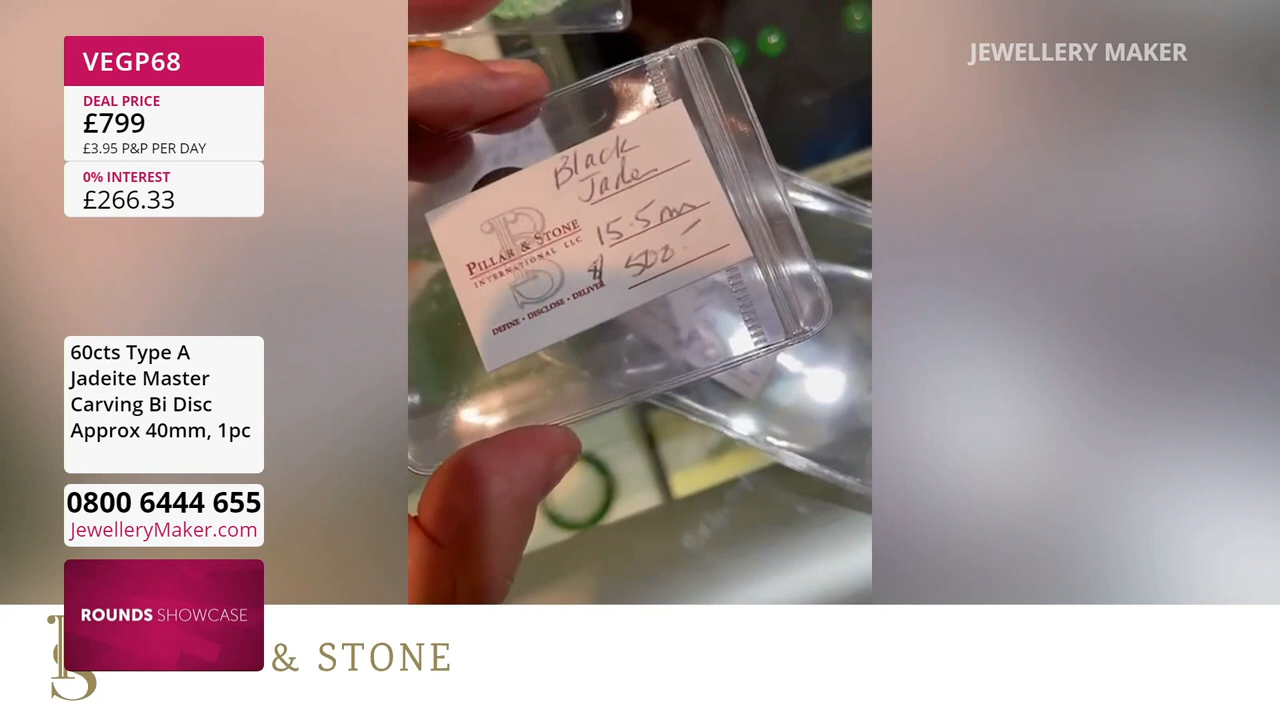 VEGP68
DEAL PRICE
£799
£3.95 P&P PER DAY
0% INTEREST
£266.33
60cts Type A
Jadeite Master
Carving Bi Disc
Approx 40mm, 1pc
0800 6444 655
JewelleryMaker.com
ROUNDS SHOWCASE
& STONE
JEWELLERY MAKER
Black
Jade
15.5m
$ 500.-
PILLAR & STONE
INTERNATIONAL LLC
DEFINE • DISCLOSE • DELIVER